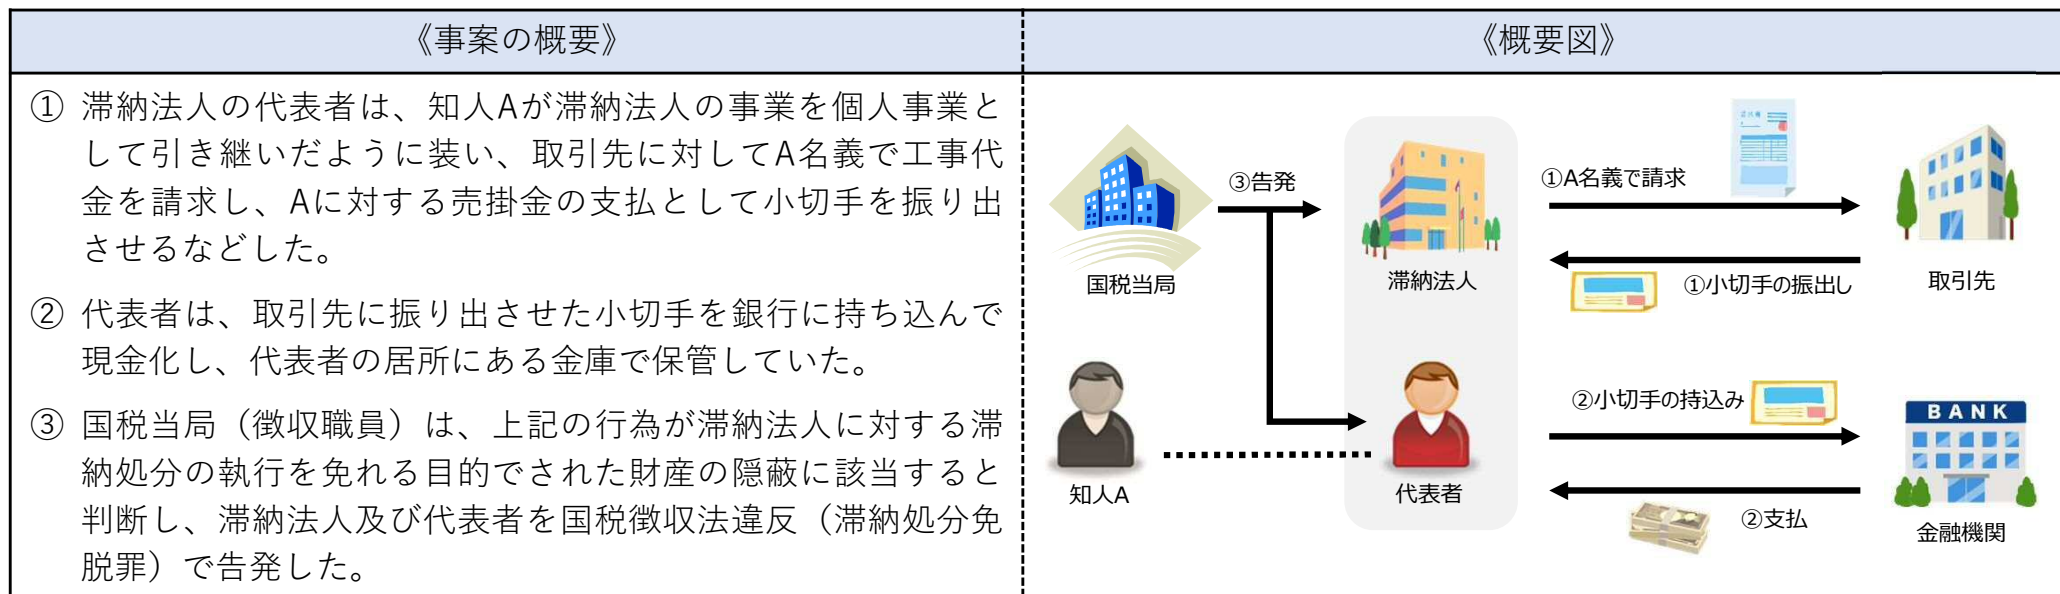 《事案の概要》
① 滞納法人の代表者は、知人Aが滞納法人の事業を個人事業と
して引き継いだように装い、取引先に対してA名義で工事代
金を請求し、Aに対する売掛金の支払として小切手を振り出
させるなどした。
② 代表者は、取引先に振り出させた小切手を銀行に持ち込んで
現金化し、代表者の居所にある金庫で保管していた。
③ 国税当局（徴収職員）は、上記の行為が滞納法人に対する滞
納処分の執行を免れる目的でされた財産の隠蔽に該当すると
判断し、滞納法人及び代表者を国税徴収法違反（滞納処分免
脱罪）で告発した。
《概要図》
③告発
①A名義で請求
国税当局
滞納法人
①小切手の振出し
取引先
②小切手の持込み
BANK
知人A
代表者
②支払
金融機関